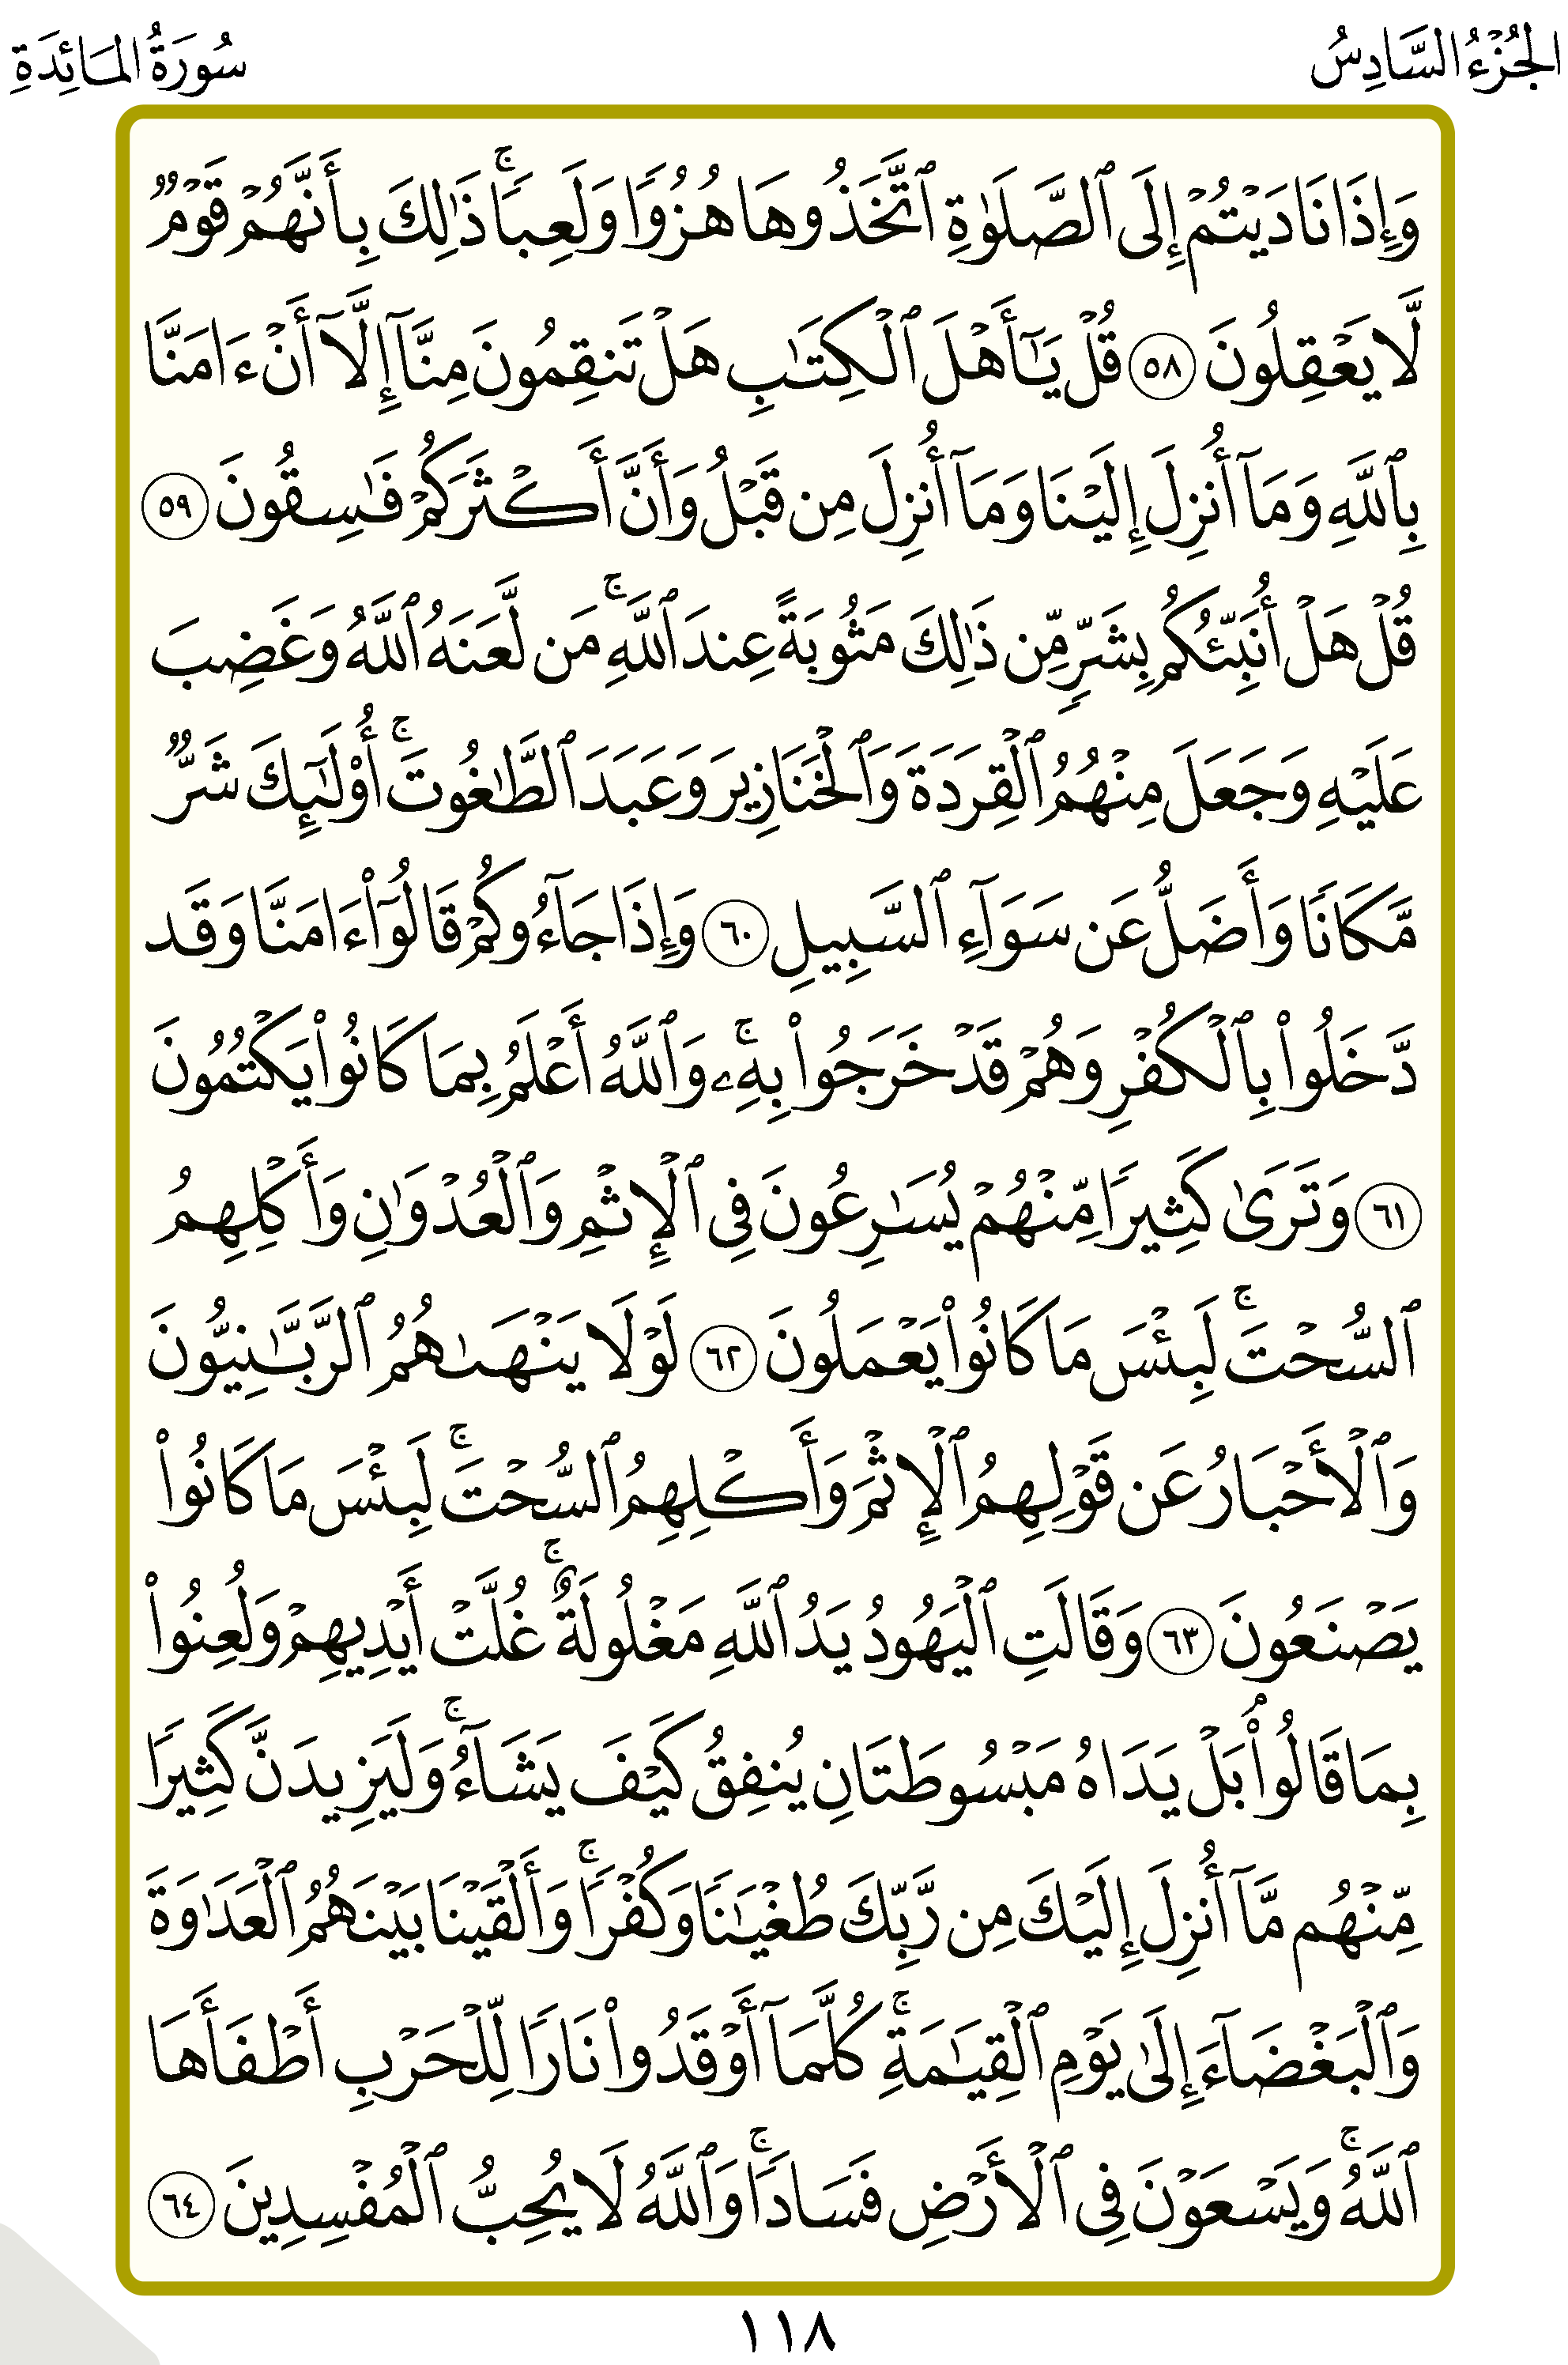 الجُزْءُ السَّادِسُ
سُورَةُ المَائِدَةِ
وَإِذَا نَادَيْتُمْ إِلَى ٱلصَّلَوٰةِ ٱتَّخَذُوهَا هُزُوًا وَلَعِبًا ۚ ذَٰلِكَ بِأَنَّهُمْ قَوْمٌ
لَّا يَعْقِلُونَ ٥٨ قُلْ يَـٰٓأَهْلَ ٱلْكِتَـٰبِ هَلْ تَنقِمُونَ مِنَّآ إِلَّآ أَنْ ءَامَنَّا
بِٱللَّهِ وَمَآ أُنزِلَ إِلَيْنَا وَمَآ أُنزِلَ مِن قَبْلُ وَأَنَّ أَكْثَرَكُمْ فَـٰسِقُونَ ٥٩
قُلْ هَلْ أُنَبِّئُكُم بِشَرٍّ مِّن ذَٰلِكَ مَثُوبَةً عِندَ ٱللَّهِ ۚ مَن لَّعَنَهُ ٱللَّهُ وَغَضِبَ
عَلَيْهِ وَجَعَلَ مِنْهُمُ ٱلْقِرَدَةَ وَٱلْخَنَازِيرَ وَعَبَدَ ٱلطَّـٰغُوتَ ۚ أُوْلَـٰٓئِكَ شَرٌّ
مَّكَانًا وَأَضَلُّ عَن سَوَآءِ ٱلسَّبِيلِ ٦٠ وَإِذَا جَآءُوكُمْ قَالُوٓا۟ ءَامَنَّا وَقَد
دَّخَلُوا۟ بِٱلْكُفْرِ وَهُمْ قَدْ خَرَجُوا۟ بِهِۦ ۚ وَٱللَّهُ أَعْلَمُ بِمَا كَانُوا۟ يَكْتُمُونَ
٦١ وَتَرَىٰ كَثِيرًا مِّنْهُمْ يُسَـٰرِعُونَ فِى ٱلْإِثْمِ وَٱلْعُدْوَٰنِ وَأَكْلِهِمُ
ٱلسُّحْتَ ۚ لَبِئْسَ مَا كَانُوا۟ يَعْمَلُونَ ٦٢ لَوْلَا يَنْهَىٰهُمُ ٱلرَّبَّـٰنِيُّونَ
وَٱلْأَحْبَارُ عَن قَوْلِهِمُ ٱلْإِثْمَ وَأَكْلِهِمُ ٱلسُّحْتَ ۚ لَبِئْسَ مَا كَانُوا۟
يَصْنَعُونَ ٦٣ وَقَالَتِ ٱلْيَهُودُ يَدُ ٱللَّهِ مَغْلُولَةٌ ۚ غُلَّتْ أَيْدِيهِمْ وَلُعِنُوا۟
بِمَا قَالُوا۟ ۘ بَلْ يَدَاهُ مَبْسُوطَتَانِ يُنفِقُ كَيْفَ يَشَآءُ ۚ وَلَيَزِيدَنَّ كَثِيرًا
مِّنْهُم مَّآ أُنزِلَ إِلَيْكَ مِن رَّبِّكَ طُغْيَـٰنًا وَكُفْرًا ۚ وَأَلْقَيْنَا بَيْنَهُمُ ٱلْعَدَٰوَةَ
وَٱلْبَغْضَآءَ إِلَىٰ يَوْمِ ٱلْقِيَـٰمَةِ ۚ كُلَّمَآ أَوْقَدُوا۟ نَارًا لِّلْحَرْبِ أَطْفَأَهَا
ٱللَّهُ ۚ وَيَسْعَوْنَ فِى ٱلْأَرْضِ فَسَادًا ۚ وَٱللَّهُ لَا يُحِبُّ ٱلْمُفْسِدِينَ ٦٤
١١٨